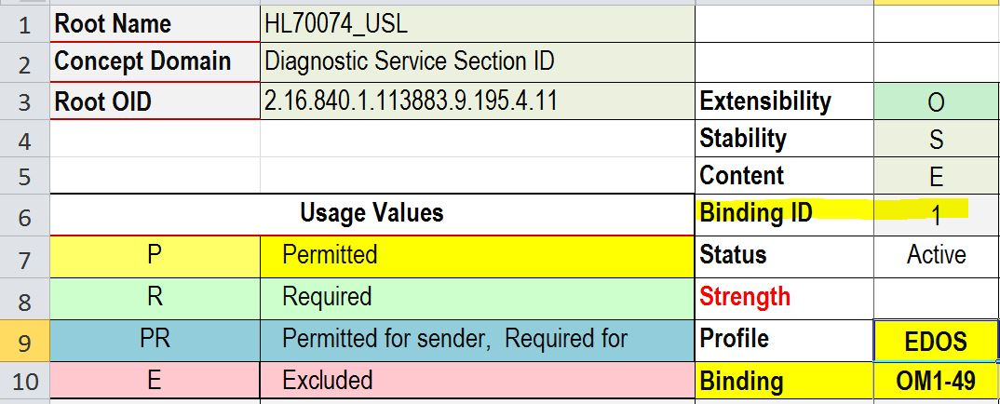 1 Root Name HL70074_USL
2 Concept Domain Diagnostic Service Section ID
3 Root OID 2.16.840.1.113883.9.195.4.11 Extensibility O
4 Stability S
5 Content E
6 Usage Values Binding ID 1
7 P Permitted Status Active
8 R Required Strength
9 PR Permitted for sender, Required for Profile EDOS
10 E Excluded Binding OM1-49